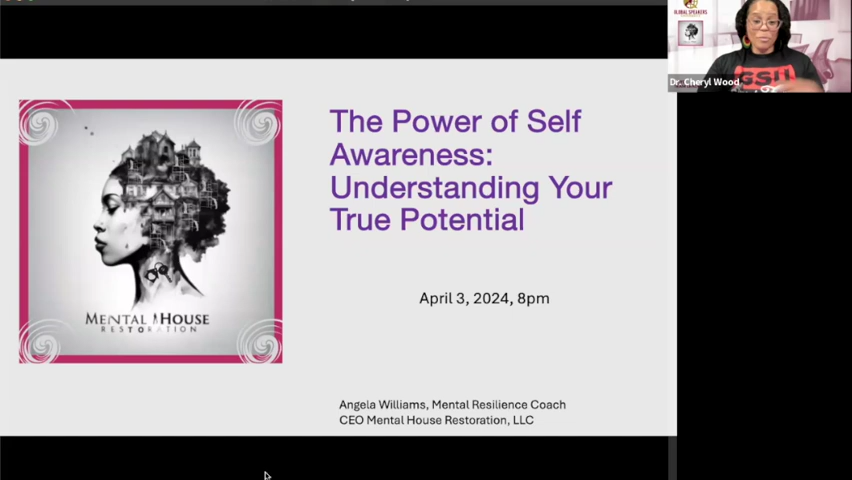 GLOBAL SPEAKERS
Dr. Cheryl Wood
GSU
The Power of Self
Awareness:
Understanding Your
True Potential
April 3, 2024, 8pm
MENTAL HOUSE
RESTORATION
Angela Williams, Mental Resilience Coach
CEO Mental House Restoration, LLC